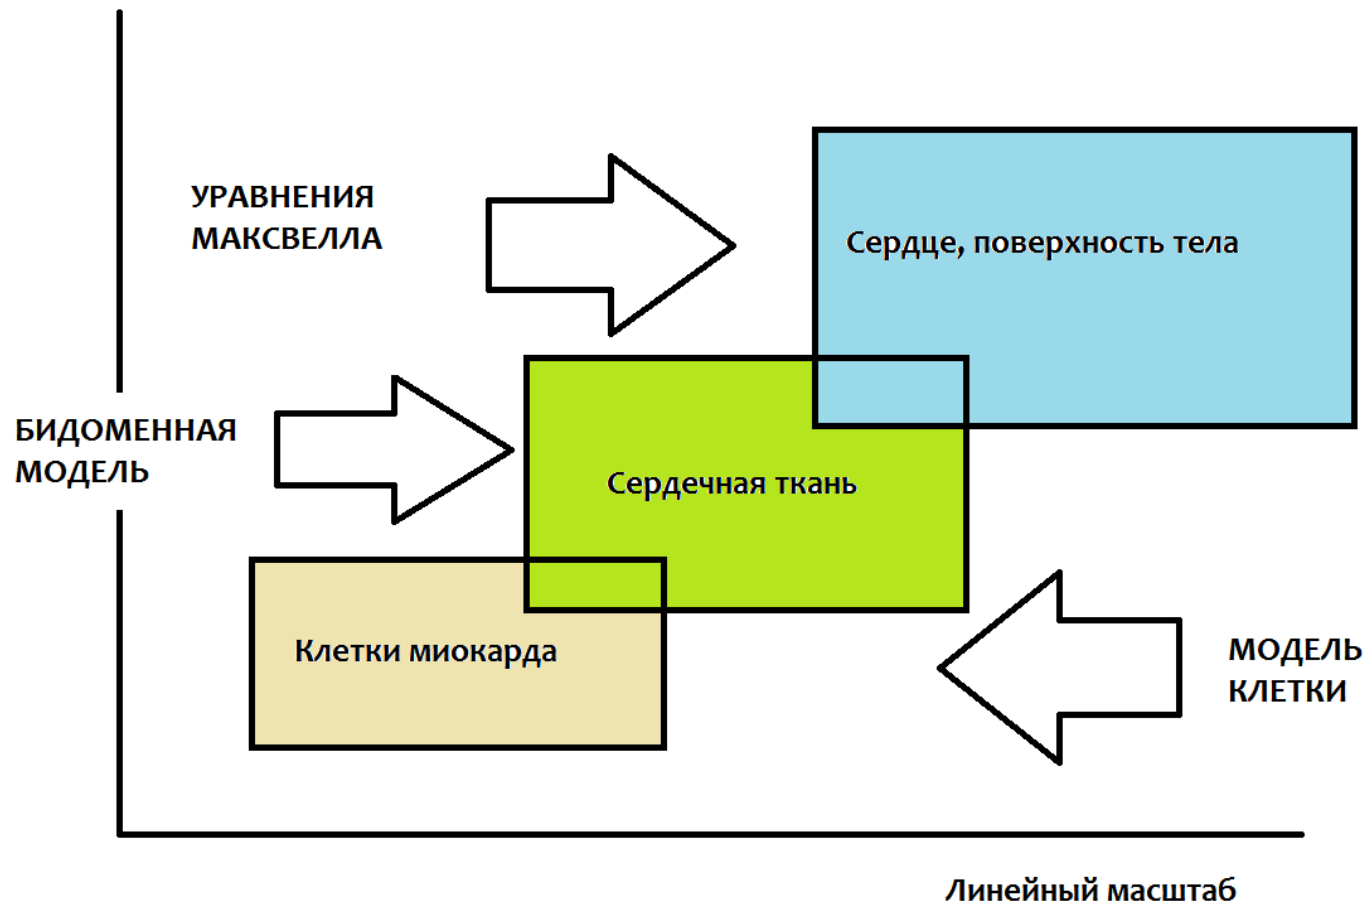 УРАВНЕНИЯ
МАКСВЕЛЛА
Сердце, поверхность тела
БИДОМЕННАЯ
МОДЕЛЬ
Сердечная ткань
Клетки миокарда
МОДЕЛЬ
КЛЕТКИ
Линейный масштаб